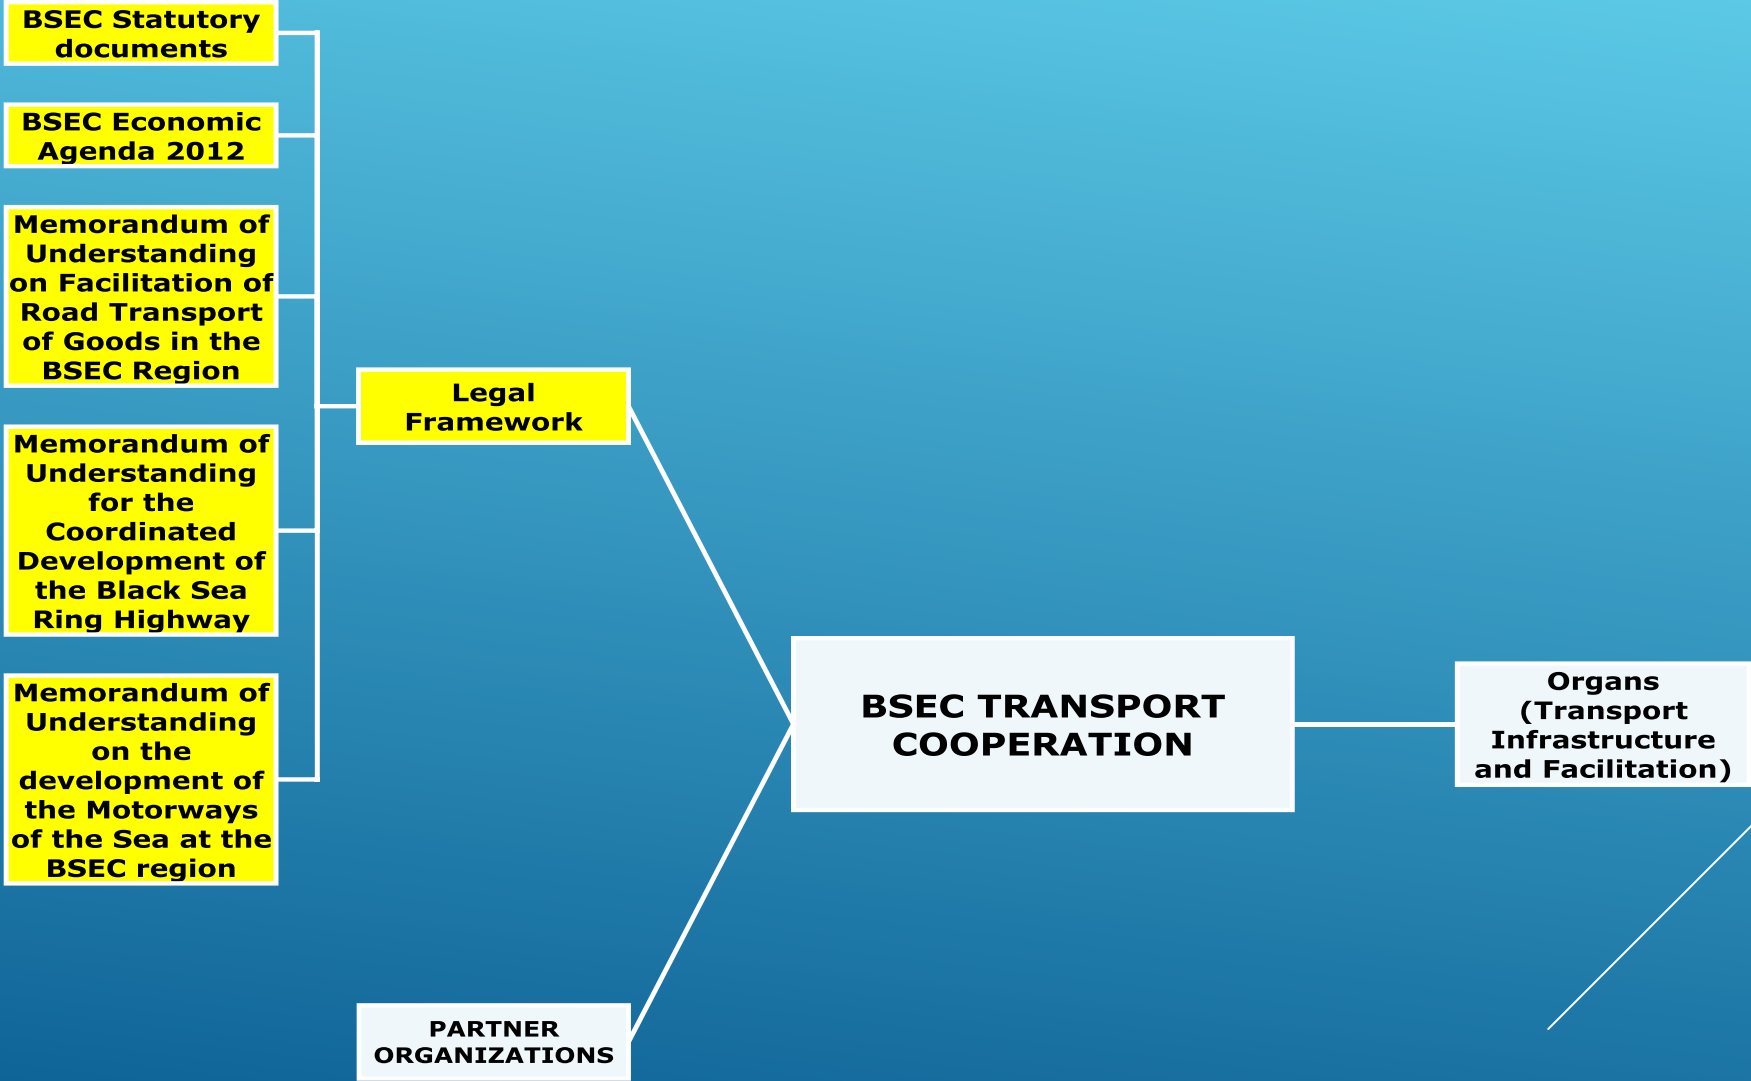 BSEC Statutory
documents
BSEC Economic
Agenda 2012
Memorandum of
Understanding
on Facilitation of
Road Transport
of Goods in the
BSEC Region
Memorandum of
Understanding
for the
Coordinated
Development of
the Black Sea
Ring Highway
Memorandum of
Understanding
on the
development of
the Motorways
of the Sea at the
BSEC region
Legal
Framework
PARTNER
ORGANIZATIONS
BSEC TRANSPORT
COOPERATION
Organs
(Transport
Infrastructure
and Facilitation)